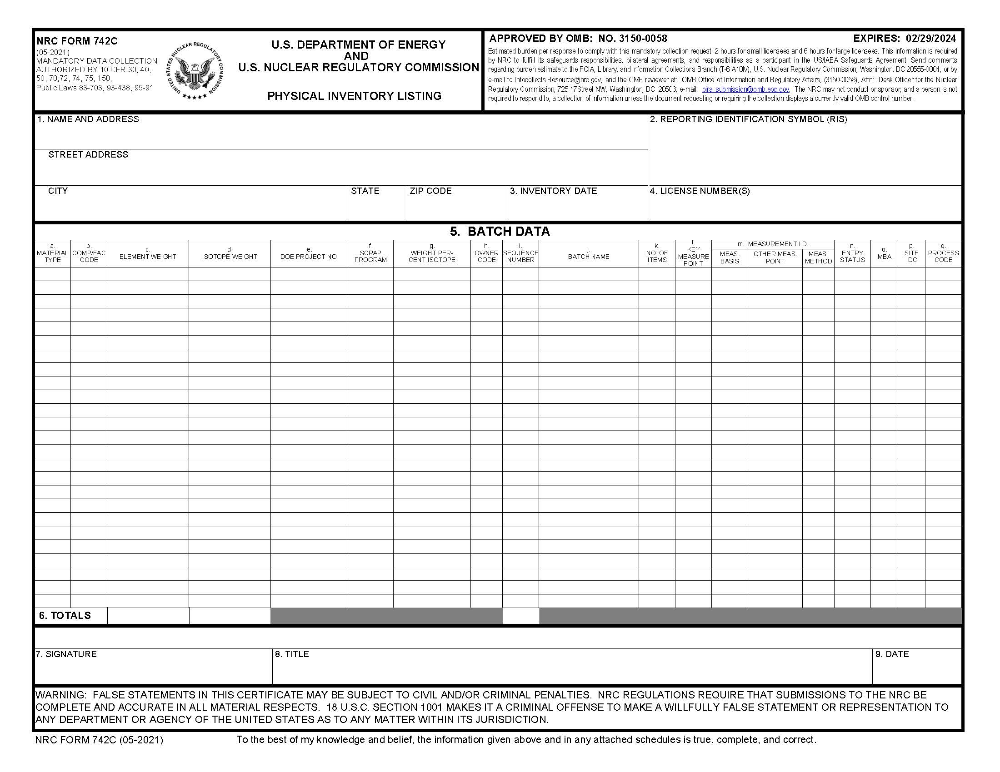 NRC FORM 742C
(05-2021)
MANDATORY DATA COLLECTION
AUTHORIZED BY 10 CFR 30, 40,
50, 70,72, 74, 75, 150,
Public Laws 83-703, 93-438, 95-91
UNITED STATES NUCLEAR REGULATORY COMMISSION
U.S. DEPARTMENT OF ENERGY
AND
U.S. NUCLEAR REGULATORY COMMISSION
PHYSICAL INVENTORY LISTING
APPROVED BY OMB: NO. 3150-0058 EXPIRES: 02/29/2024
Estimated burden per response to comply with this mandatory collection request: 2 hours for small licensees and 6 hours for large licensees. This information is required
by NRC to fulfill its safeguards responsibilities, bilateral agreements, and responsibilities as a participant in the US/IAEA Safeguards Agreement. Send comments
regarding burden estimate to the FOIA, Library, and Information Collections Branch (T-6 A10M), U.S. Nuclear Regulatory Commission, Washington, DC 20555-0001, or by
e-mail to Infocollects.Resource@nrc.gov, and the OMB reviewer at: OMB Office of Information and Regulatory Affairs, (3150-0058), Attn: Desk Officer for the Nuclear
Regulatory Commission, 725 17Street NW, Washington, DC 20503; e-mail: oira_submission@omb.eop.gov. The NRC may not conduct or sponsor, and a person is not
required to respond to, a collection of information unless the document requesting or requiring the collection displays a currently valid OMB control number.
1. NAME AND ADDRESS
2. REPORTING IDENTIFICATION SYMBOL (RIS)
STREET ADDRESS
CITY
STATE
ZIP CODE
3. INVENTORY DATE
4. LICENSE NUMBER(S)
5. BATCH DATA
a.
MATERIAL
TYPE
b.
COMP/FAC
CODE
c.
ELEMENT WEIGHT
d.
ISOTOPE WEIGHT
e.
DOE PROJECT NO.
f.
SCRAP
PROGRAM
g.
WEIGHT PER-
CENT ISOTOPE
h.
OWNER
CODE
i.
SEQUENCE
NUMBER
j.
BATCH NAME
k.
NO. OF
ITEMS
l.
KEY
MEASURE
POINT
m. MEASUREMENT I.D.
MEAS.
BASIS
OTHER MEAS.
POINT
MEAS.
METHOD
n.
ENTRY
STATUS
o.
MBA
p.
SITE
IDC
q.
PROCESS
CODE
6. TOTALS
7. SIGNATURE
8. TITLE
9. DATE
WARNING: FALSE STATEMENTS IN THIS CERTIFICATE MAY BE SUBJECT TO CIVIL AND/OR CRIMINAL PENALTIES. NRC REGULATIONS REQUIRE THAT SUBMISSIONS TO THE NRC BE
COMPLETE AND ACCURATE IN ALL MATERIAL RESPECTS. 18 U.S.C. SECTION 1001 MAKES IT A CRIMINAL OFFENSE TO MAKE A WILLFULLY FALSE STATEMENT OR REPRESENTATION TO
ANY DEPARTMENT OR AGENCY OF THE UNITED STATES AS TO ANY MATTER WITHIN ITS JURISDICTION.
NRC FORM 742C (05-2021)
To the best of my knowledge and belief, the information given above and in any attached schedules is true, complete, and correct.